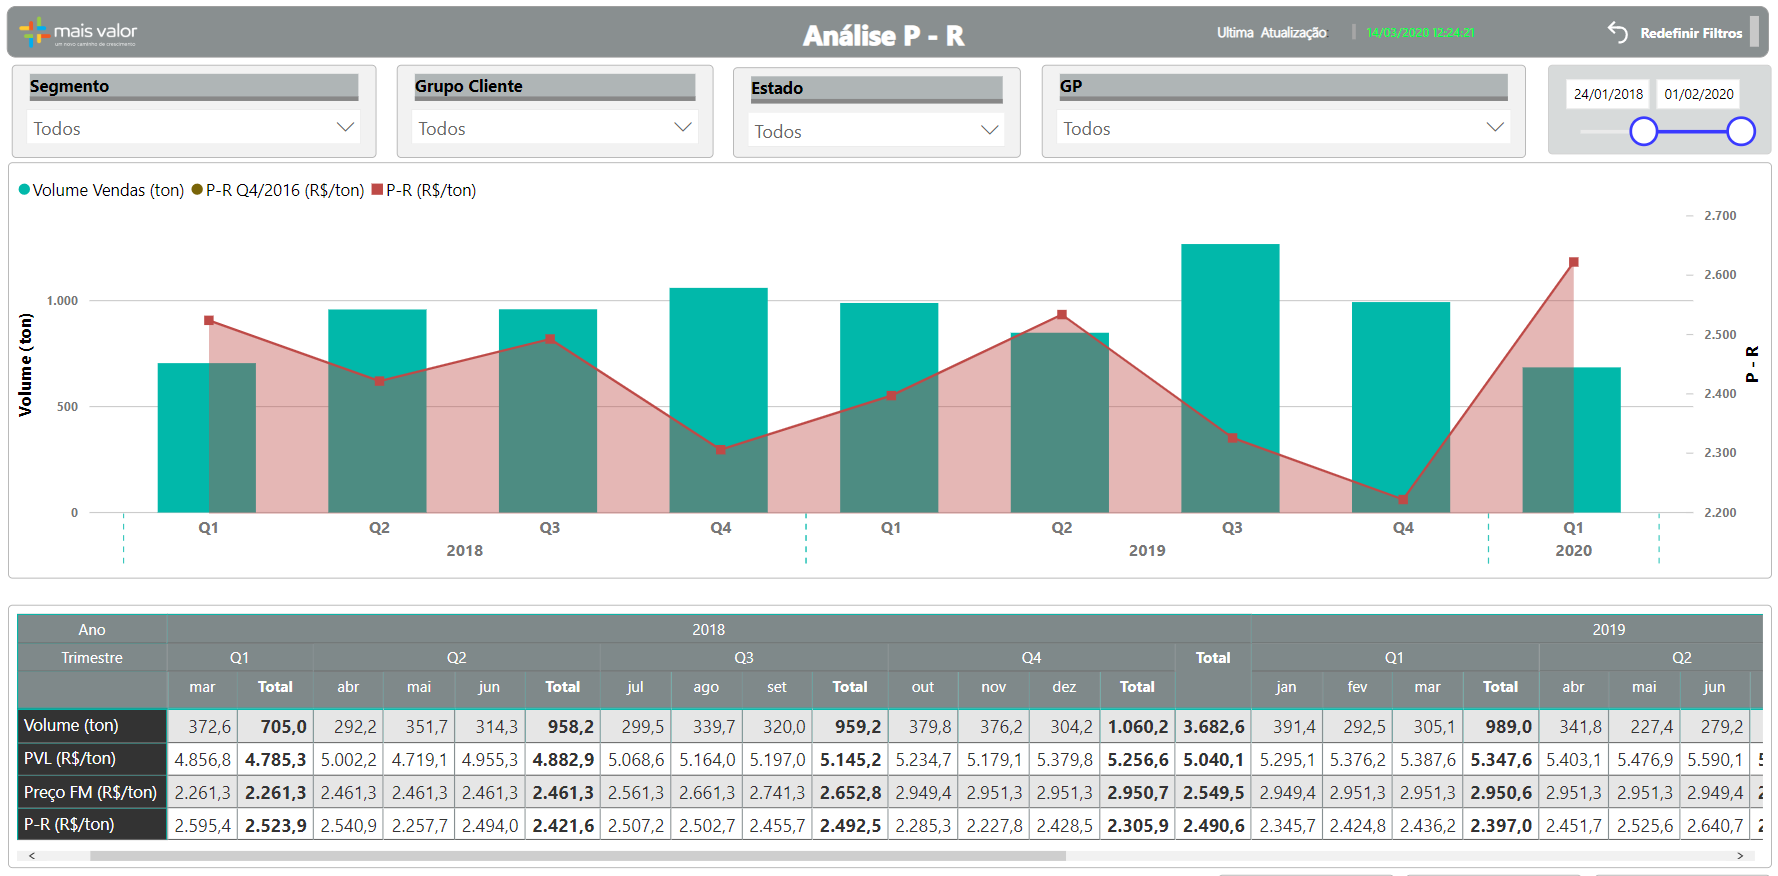 mais valor
um novo caminho de crescimento
Análise P - R
Ultima Atualização
14/03/2020 12:24:21
Redefinir Filtros
Segmento
Todos
Grupo Cliente
Todos
Estado
Todos
GP
Todos
24/01/2018 01/02/2020
Volume Vendas (ton) P-R Q4/2016 (R$/ton) P-R (R$/ton)
Volume (ton)
1.000
500
0
2.700
2.600
2.500
2.400
2.300
2.200
P - R
Q1 Q2 Q3 Q4 Q1 Q2 Q3 Q4 Q1
2018 2019 2020
Ano 2018 2019
Trimestre Q1 Q2 Q3 Q4 Total Q1 Q2
mar Total abr mai jun Total jul ago set Total out nov dez Total jan fev mar Total abr mai jun
Volume (ton) 372,6 705,0 292,2 351,7 314,3 958,2 299,5 339,7 320,0 959,2 379,8 376,2 304,2 1.060,2 3.682,6 391,4 292,5 305,1 989,0 341,8 227,4 279,2
PVL (R$/ton) 4.856,8 4.785,3 5.002,2 4.719,1 4.955,3 4.882,9 5.068,6 5.164,0 5.197,0 5.145,2 5.234,7 5.179,1 5.379,8 5.256,6 5.040,1 5.295,1 5.376,2 5.387,6 5.347,6 5.403,1 5.476,9 5.590,1
Preço FM (R$/ton) 2.261,3 2.261,3 2.461,3 2.461,3 2.461,3 2.461,3 2.561,3 2.661,3 2.741,3 2.652,8 2.949,4 2.951,3 2.951,3 2.950,7 2.549,5 2.949,4 2.951,3 2.951,3 2.950,6 2.951,3 2.951,3 2.949,4
P-R (R$/ton) 2.595,4 2.523,9 2.540,9 2.257,7 2.494,0 2.421,6 2.507,2 2.502,7 2.455,7 2.492,5 2.285,3 2.227,8 2.428,5 2.305,9 2.490,6 2.345,7 2.424,8 2.436,2 2.397,0 2.451,7 2.525,6 2.640,7